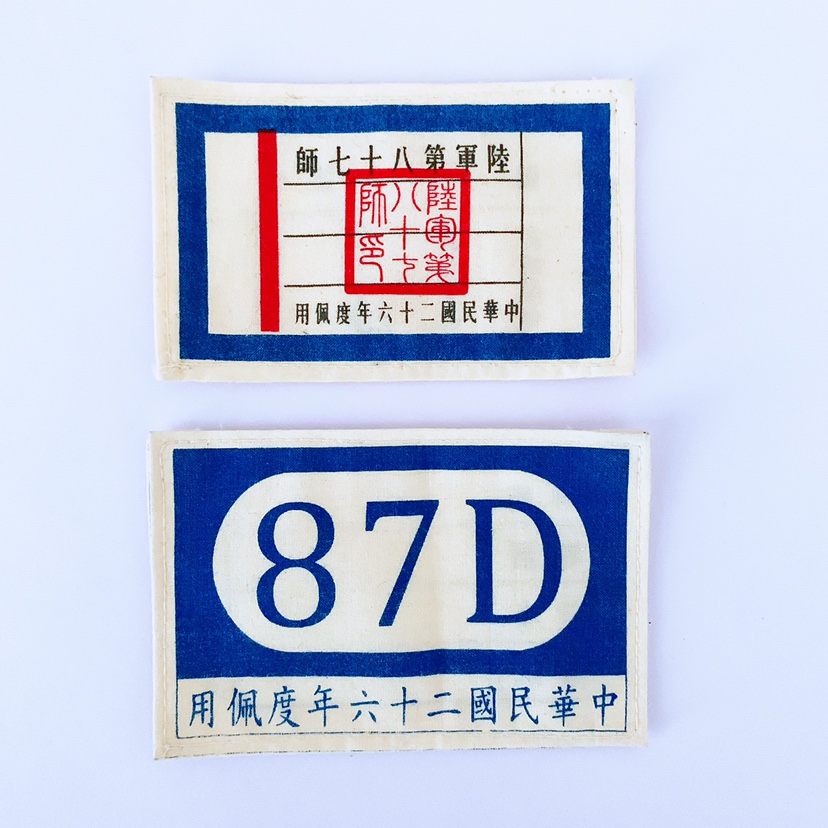 陸軍第八十七師
陸軍第八十七師印
中華民國二十六年度佩用
87D
中華民國二十六年度佩用